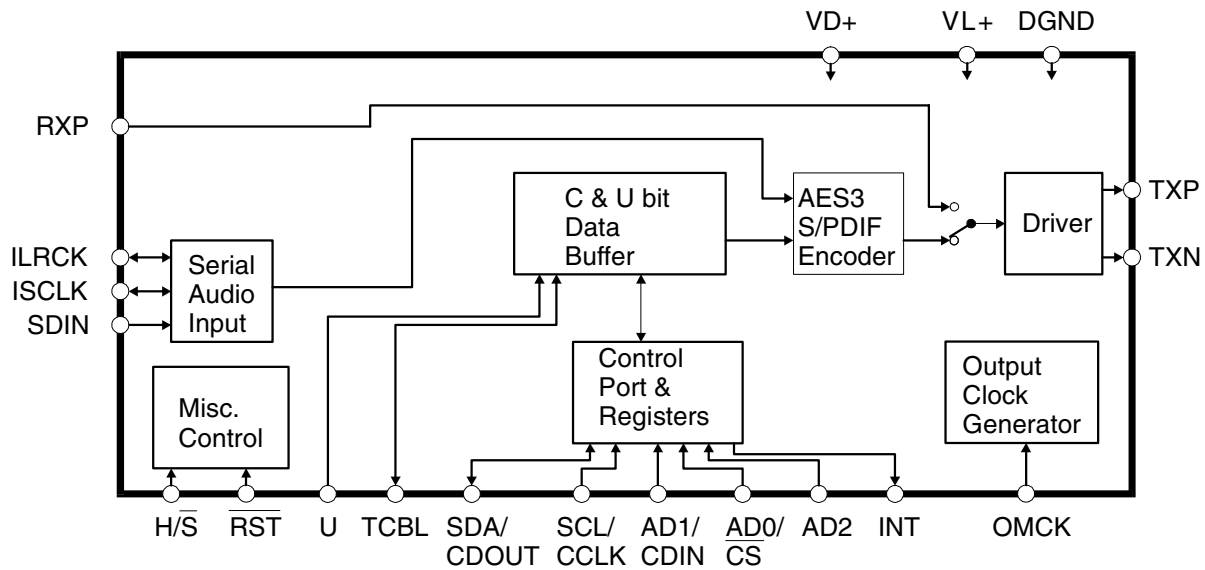 VD+ VL+ DGND
RXP
C & U bit
Data
Buffer
AES3
S/PDIF
Encoder
Driver
TXP
TXN
ILRCK
ISCLK
SDIN
Serial
Audio
Input
Misc.
Control
Control
Port &
Registers
Output
Clock
Generator
H/S̅ R̅S̅T̅ U TCBL SDA/ SCL/ AD1/ AD0/ AD2 INT OMCK
CDOUT CCLK CDIN C̅S̅